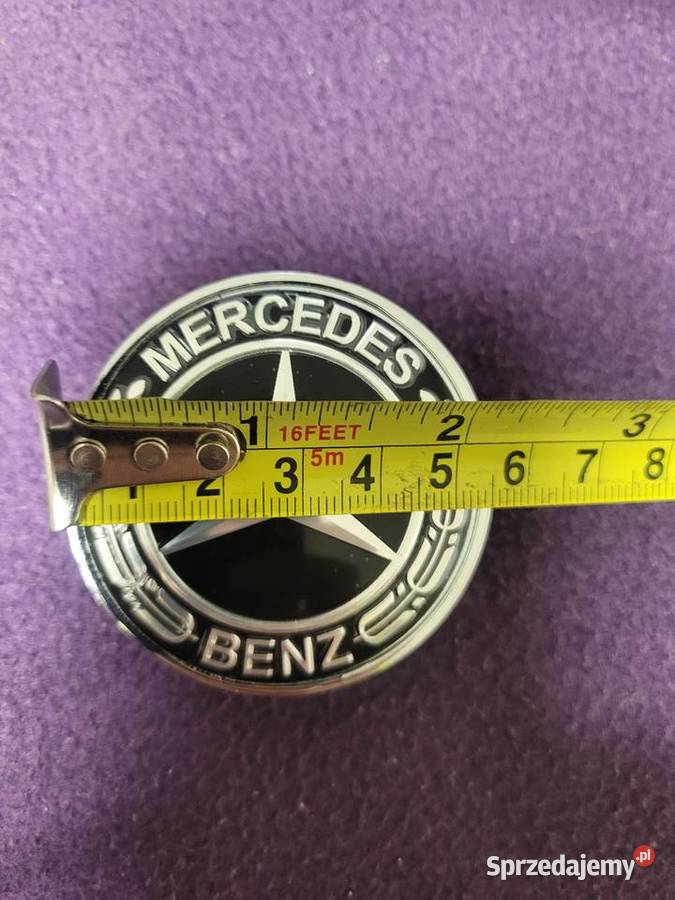 MERCEDES
1 16FEET 2 3
1 2 3 5m 4 5 6 7 8
BENZ
Sprzedajemy.pl